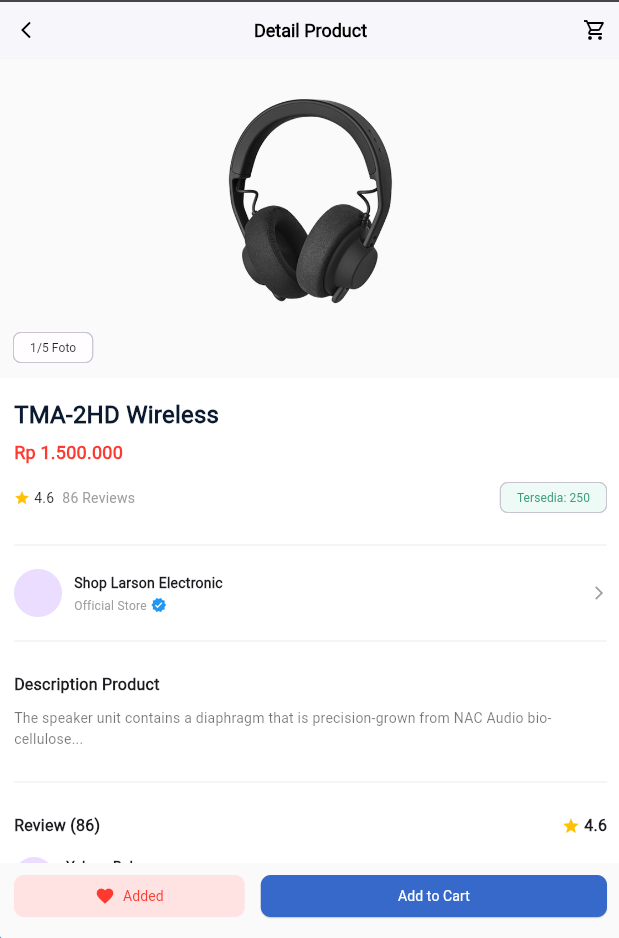 Detail Product
1/5 Foto
TMA-2HD Wireless
Rp 1.500.000
4.6 86 Reviews
Tersedia: 250
Shop Larson Electronic
Official Store
Description Product
The speaker unit contains a diaphragm that is precision-grown from NAC Audio bio-
cellulose...
Review (86)
4.6
Added
Add to Cart